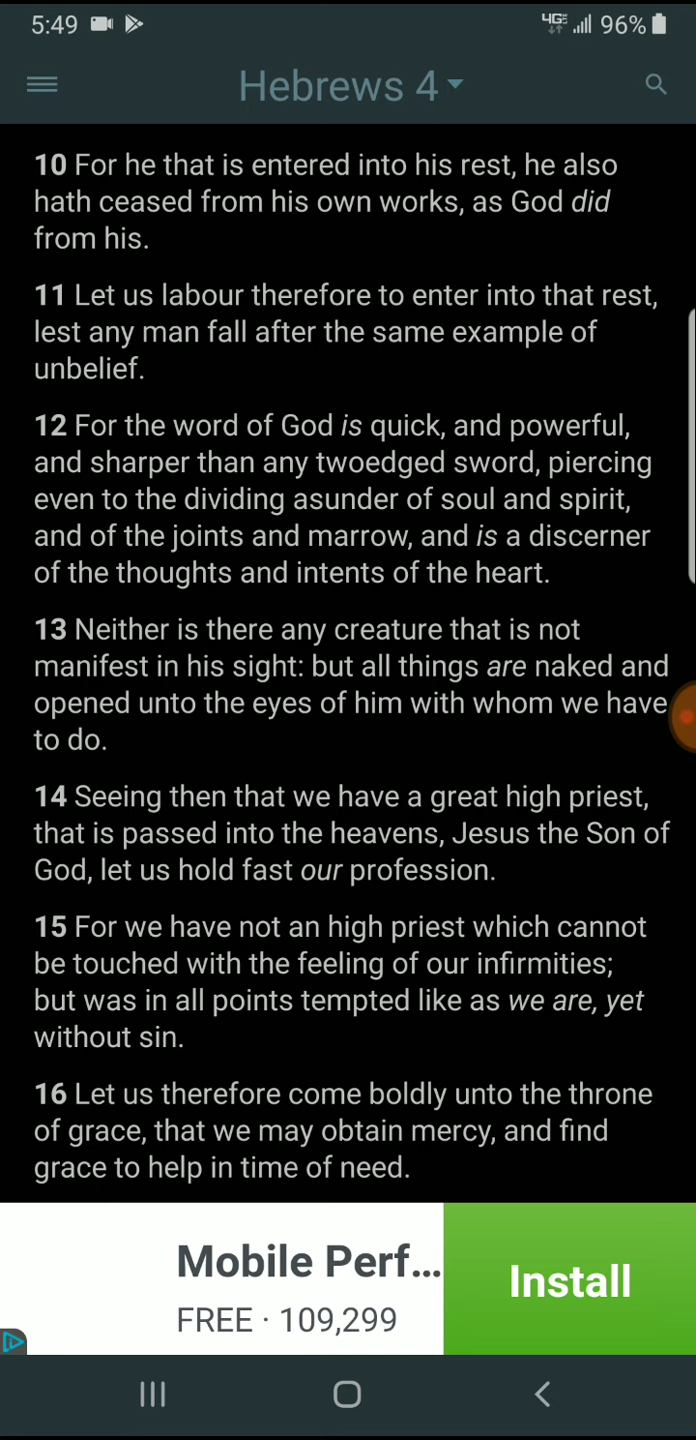 5:49 4GE 96%
Hebrews 4
10 For he that is entered into his rest, he also
hath ceased from his own works, as God did
from his.
11 Let us labour therefore to enter into that rest,
lest any man fall after the same example of
unbelief.
12 For the word of God is quick, and powerful,
and sharper than any twoedged sword, piercing
even to the dividing asunder of soul and spirit,
and of the joints and marrow, and is a discerner
of the thoughts and intents of the heart.
13 Neither is there any creature that is not
manifest in his sight: but all things are naked and
opened unto the eyes of him with whom we have
to do.
14 Seeing then that we have a great high priest,
that is passed into the heavens, Jesus the Son of
God, let us hold fast our profession.
15 For we have not an high priest which cannot
be touched with the feeling of our infirmities;
but was in all points tempted like as we are, yet
without sin.
16 Let us therefore come boldly unto the throne
of grace, that we may obtain mercy, and find
grace to help in time of need.
Mobile Perf...
FREE · 109,299
Install